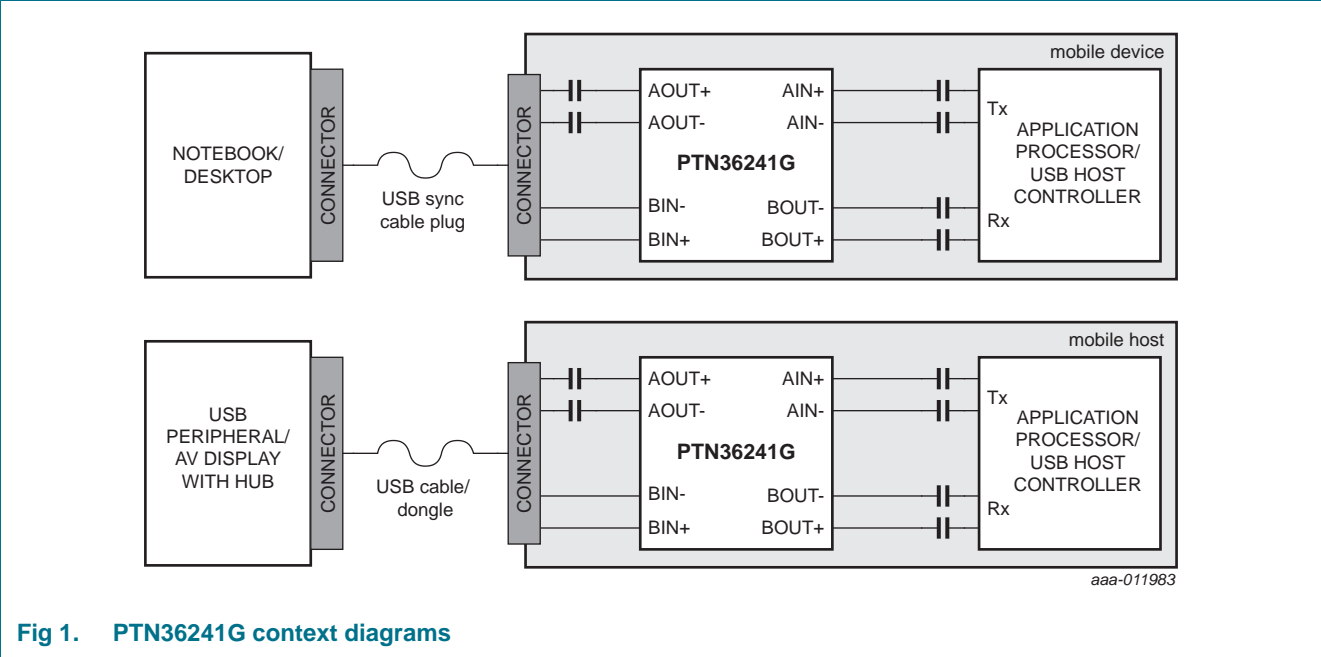 mobile device
NOTEBOOK/
DESKTOP
CONNECTOR
USB sync
cable plug
CONNECTOR
AOUT+
AIN+
AOUT-
AIN-
PTN36241G
BIN-
BOUT-
BIN+
BOUT+
Tx
APPLICATION
PROCESSOR/
USB HOST
CONTROLLER
Rx
mobile host
USB
PERIPHERAL/
AV DISPLAY
WITH HUB
CONNECTOR
USB cable/
dongle
CONNECTOR
AOUT+
AIN+
AOUT-
AIN-
PTN36241G
BIN-
BOUT-
BIN+
BOUT+
Tx
APPLICATION
PROCESSOR/
USB HOST
CONTROLLER
Rx
aaa-011983
Fig 1. PTN36241G context diagrams